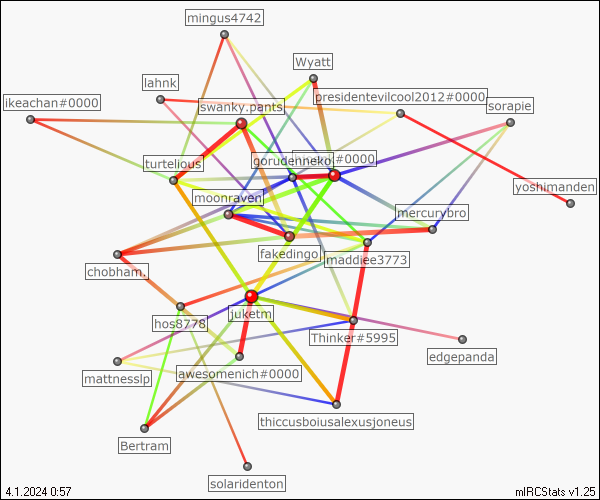 mingus4742
Wyatt
lahnk
presidentevilcool2012#0000
ikeachan#0000
swanky.pants
sorapie
gorudenneko
#0000
turtelious
yoshimanden
moonraven
mercurybro
fakedingo
maddiee3773
chobham.
juketm
hos8778
Thinker#5995
edgepanda
awesomenich#0000
mattnesslp
thiccusboiusalexusjoneus
Bertram
solaridenton
4.1.2024 0:57
mIRCStats v1.25